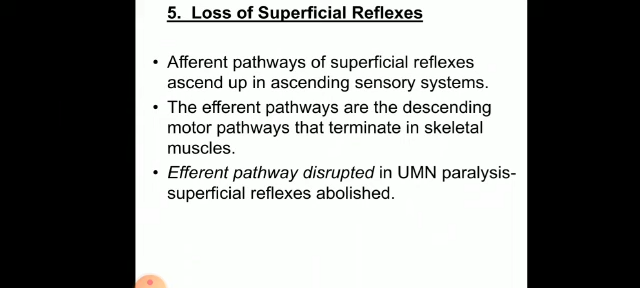 5. Loss of Superficial Reflexes
• Afferent pathways of superficial reflexes
ascend up in ascending sensory systems.
• The efferent pathways are the descending
motor pathways that terminate in skeletal
muscles.
• Efferent pathway disrupted in UMN paralysis-
superficial reflexes abolished.